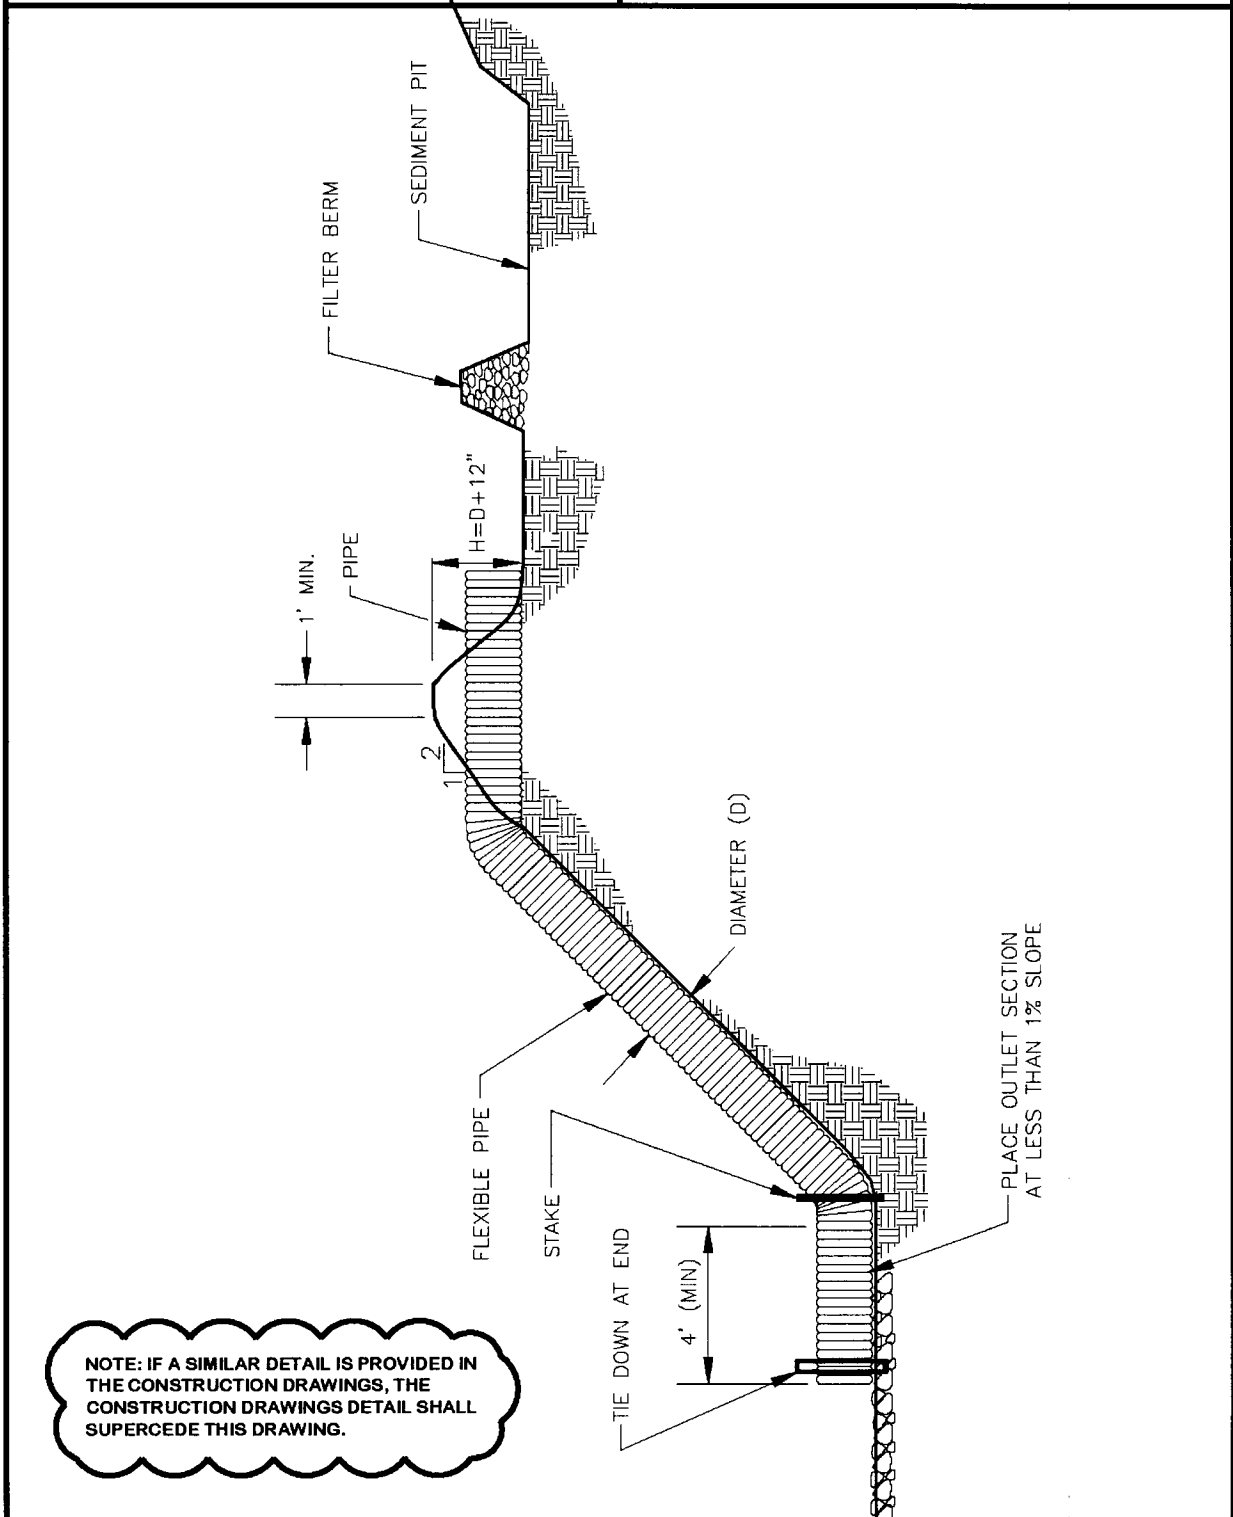 SEDIMENT PIT
FILTER BERM
H=D+12"
PIPE
1' MIN.
2
1
DIAMETER (D)
FLEXIBLE PIPE
STAKE
PLACE OUTLET SECTION
AT LESS THAN 1% SLOPE
4' (MIN)
TIE DOWN AT END
NOTE: IF A SIMILAR DETAIL IS PROVIDED IN
THE CONSTRUCTION DRAWINGS, THE
CONSTRUCTION DRAWINGS DETAIL SHALL
SUPERCEDE THIS DRAWING.